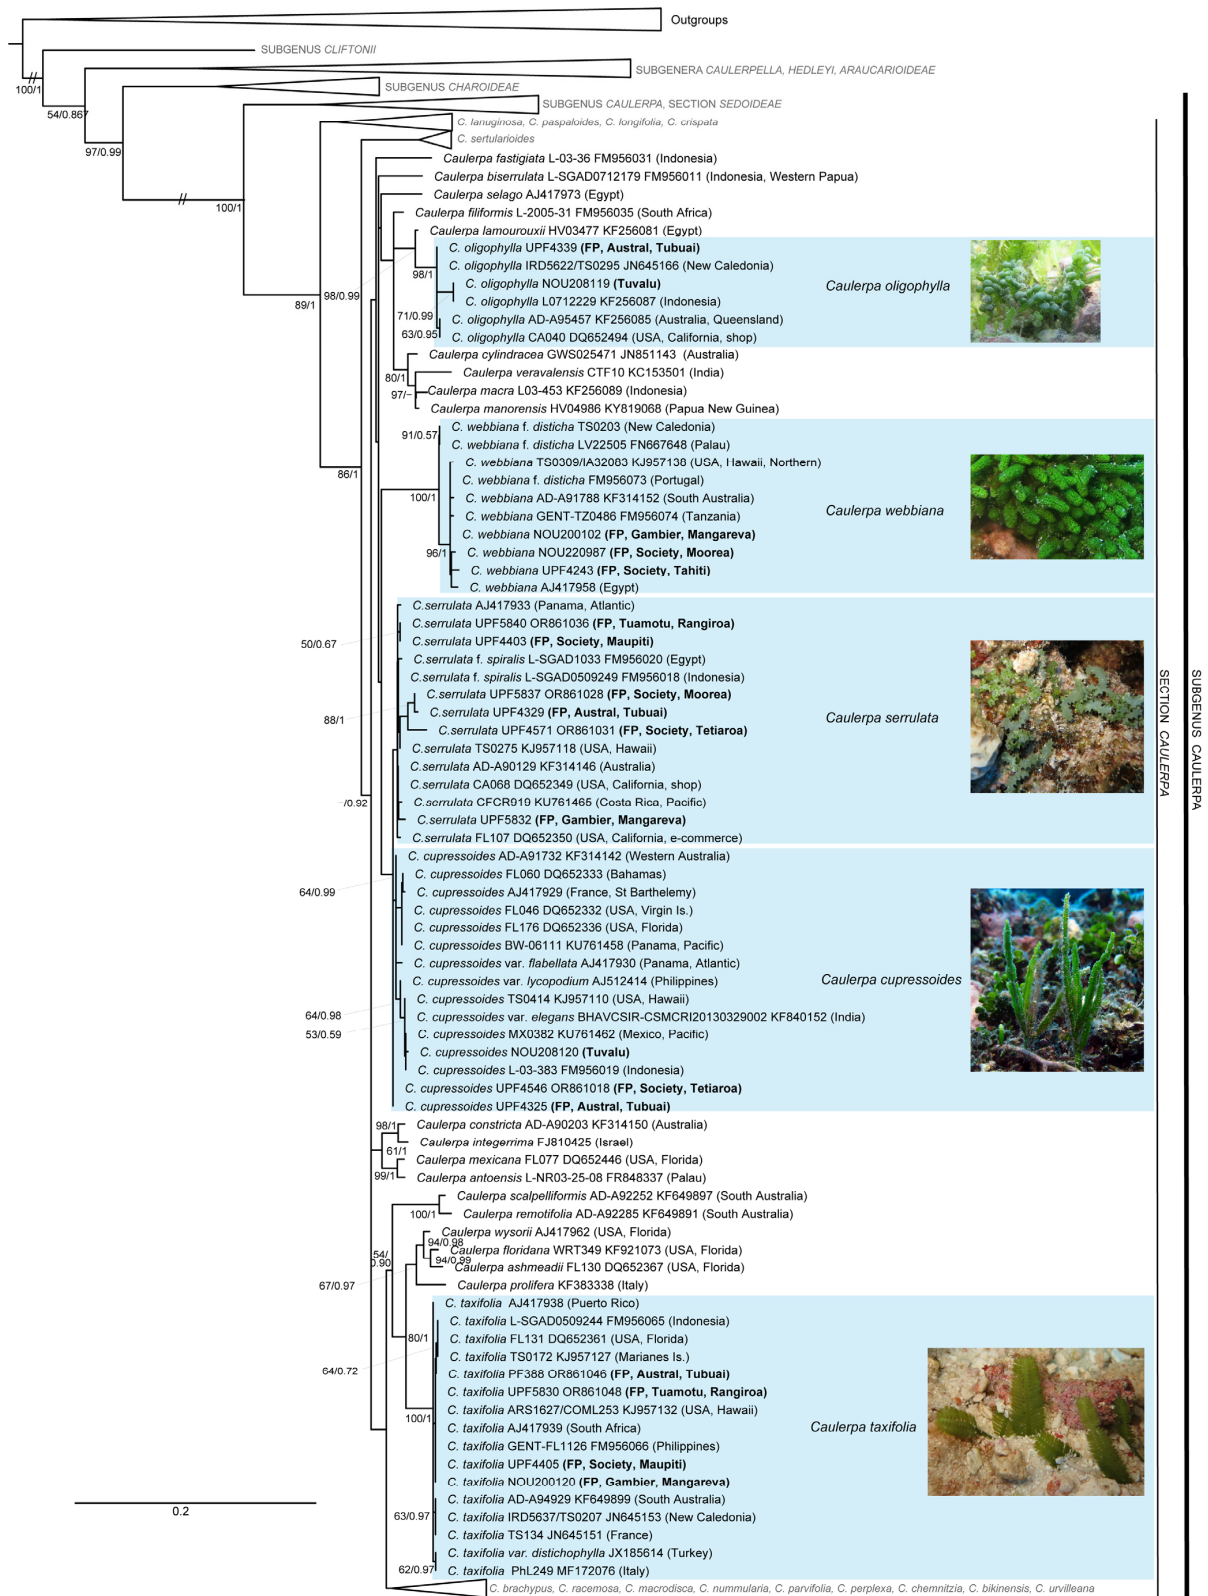 Outgroups
SUBGENUS CLIFTONII
100/1
SUBGENERA CAULERPELLA, HEDLEYI, ARAUCARIOIDEAE
SUBGENUS CHAROIDEAE
54/0.867
SUBGENUS CAULERPA, SECTION SEDOIDEAE
C. lanuginosa, C. paspaloides, C. longifolia, C. crispata
C. sertularioides
97/0.99
Caulerpa fastigiata L-03-36 FM956031 (Indonesia)
Caulerpa biserrulata L-SGAD0712179 FM956011 (Indonesia, Western Papua)
Caulerpa selago AJ417973 (Egypt)
100/1
Caulerpa filiformis L-2005-31 FM956035 (South Africa)
Caulerpa lamourouxii HV03477 KF256081 (Egypt)
C. oligophylla UPF4339 (FP, Austral, Tubuai)
C. oligophylla IRD5622/TS0295 JN645166 (New Caledonia)
98/1
C. oligophylla NOU208119 (Tuvalu)
Caulerpa oligophylla
89/1
98/0.99
C. oligophylla L0712229 KF256087 (Indonesia)
71/0.99
C. oligophylla AD-A95457 KF256085 (Australia, Queensland)
63/0.95
C. oligophylla CA040 DQ652494 (USA, California, shop)
Caulerpa cylindracea GWS025471 JN851143 (Australia)
80/1
Caulerpa veravalensis CTF10 KC153501 (India)
97/-
Caulerpa macra L03-453 KF256089 (Indonesia)
Caulerpa manorensis HV04986 KY819068 (Papua New Guinea)
C. webbiana f. disticha TS0203 (New Caledonia)
91/0.57
C. webbiana f. disticha LV22505 FN667648 (Palau)
C. webbiana TS0309/IA32083 KJ957138 (USA, Hawaii, Northern)
86/1
C. webbiana f. disticha FM956073 (Portugal)
100/1
C. webbiana AD-A91788 KF314152 (South Australia)
Caulerpa webbiana
C. webbiana GENT-TZ0486 FM956074 (Tanzania)
C. webbiana NOU200102 (FP, Gambier, Mangareva)
96/1
C. webbiana NOU220987 (FP, Society, Moorea)
C. webbiana UPF4243 (FP, Society, Tahiti)
C. webbiana AJ417958 (Egypt)
C.serrulata AJ417933 (Panama, Atlantic)
C.serrulata UPF5840 OR861036 (FP, Tuamotu, Rangiroa)
50/0.67
C.serrulata UPF4403 (FP, Society, Maupiti)
C.serrulata f. spiralis L-SGAD1033 FM956020 (Egypt)
C.serrulata f. spiralis L-SGAD0509249 FM956018 (Indonesia)
C.serrulata UPF5837 OR861028 (FP, Society, Moorea)
88/1
C.serrulata UPF4329 (FP, Austral, Tubuai)
Caulerpa serrulata
C.serrulata UPF4571 OR861031 (FP, Society, Tetiaroa)
C.serrulata TS0275 KJ957118 (USA, Hawaii)
C.serrulata AD-A90129 KF314146 (Australia)
C.serrulata CA068 DQ652349 (USA, California, shop)
-/0.92
C.serrulata CFCR919 KU761465 (Costa Rica, Pacific)
C.serrulata UPF5832 (FP, Gambier, Mangareva)
C.serrulata FL107 DQ652350 (USA, California, e-commerce)
SECTION CAULERPA
SUBGENUS CAULERPA
C. cupressoides AD-A91732 KF314142 (Western Australia)
C. cupressoides FL060 DQ652333 (Bahamas)
64/0.99
C. cupressoides AJ417929 (France, St Barthelemy)
C. cupressoides FL046 DQ652332 (USA, Virgin Is.)
C. cupressoides FL176 DQ652336 (USA, Florida)
C. cupressoides BW-06111 KU761458 (Panama, Pacific)
C. cupressoides var. flabellata AJ417930 (Panama, Atlantic)
C. cupressoides var. lycopodium AJ512414 (Philippines)
Caulerpa cupressoides
C. cupressoides TS0414 KJ957110 (USA, Hawaii)
64/0.98
C. cupressoides var. elegans BHAVCSIR-CSMCRI20130329002 KF840152 (India)
53/0.59
C. cupressoides MX0382 KU761462 (Mexico, Pacific)
C. cupressoides NOU208120 (Tuvalu)
C. cupressoides L-03-383 FM956019 (Indonesia)
C. cupressoides UPF4546 OR861018 (FP, Society, Tetiaroa)
C. cupressoides UPF4325 (FP, Austral, Tubuai)
98/1
Caulerpa constricta AD-A90203 KF314150 (Australia)
Caulerpa integerrima FJ810425 (Israel)
61/1
Caulerpa mexicana FL077 DQ652446 (USA, Florida)
99/1
Caulerpa antoensis L-NR03-25-08 FR848337 (Palau)
Caulerpa scalpelliformis AD-A92252 KF649897 (South Australia)
100/1
Caulerpa remotifolia AD-A92285 KF649891 (South Australia)
Caulerpa wysorii AJ417962 (USA, Florida)
94/0.98
54/
0.90
Caulerpa floridana WRT349 KF921073 (USA, Florida)
94/0.99
Caulerpa ashmeadii FL130 DQ652367 (USA, Florida)
67/0.97
Caulerpa prolifera KF383338 (Italy)
C. taxifolia AJ417938 (Puerto Rico)
C. taxifolia L-SGAD0509244 FM956065 (Indonesia)
80/1
C. taxifolia FL131 DQ652361 (USA, Florida)
C. taxifolia TS0172 KJ957127 (Marianes Is.)
64/0.72
C. taxifolia PF388 OR861046 (FP, Austral, Tubuai)
C. taxifolia UPF5830 OR861048 (FP, Tuamotu, Rangiroa)
C. taxifolia ARS1627/COML253 KJ957132 (USA, Hawaii)
100/1
C. taxifolia AJ417939 (South Africa)
Caulerpa taxifolia
C. taxifolia GENT-FL1126 FM956066 (Philippines)
C. taxifolia UPF4405 (FP, Society, Maupiti)
C. taxifolia NOU200120 (FP, Gambier, Mangareva)
C. taxifolia AD-A94929 KF649899 (South Australia)
0.2
63/0.97
C. taxifolia IRD5637/TS0207 JN645153 (New Caledonia)
C. taxifolia TS134 JN645151 (France)
C. taxifolia var. distichophylla JX185614 (Turkey)
62/0.97
C. taxifolia PhL249 MF172076 (Italy)
C. brachypus, C. racemosa, C. macrodisca, C. nummularia, C. parvifolia, C. perplexa, C. chemnitzia, C. bikinensis, C. urvilleana